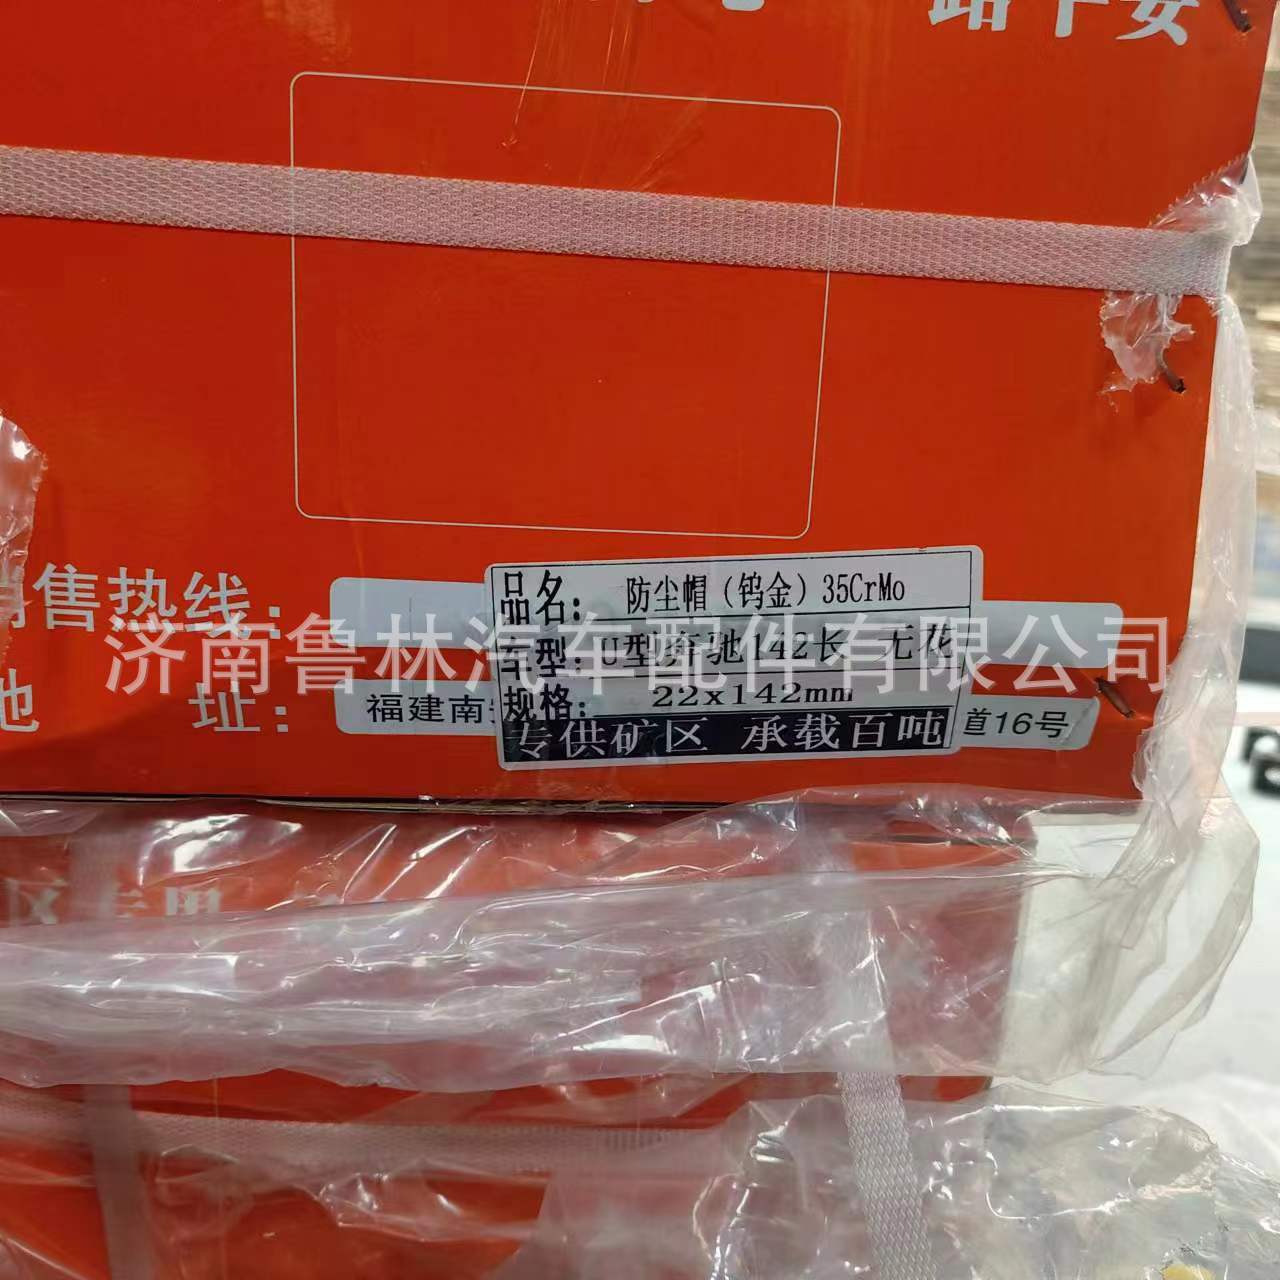 路平安
销售热线:
品名: 防尘帽（钨金）35CrMo
车型: U型奔驰142长 无花
规格: 22x142mm
专供矿区 承载百吨
地 址: 福建南 道16号
济南鲁林汽车配件有限公司
区专用